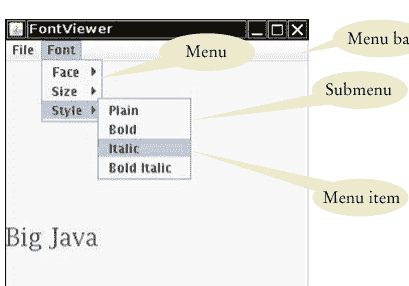 FontViewer
File Font
Menu
Menu ba
Face
Size
Style
Submenu
Plain
Bold
Italic
Bold Italic
Menu item
Big Java